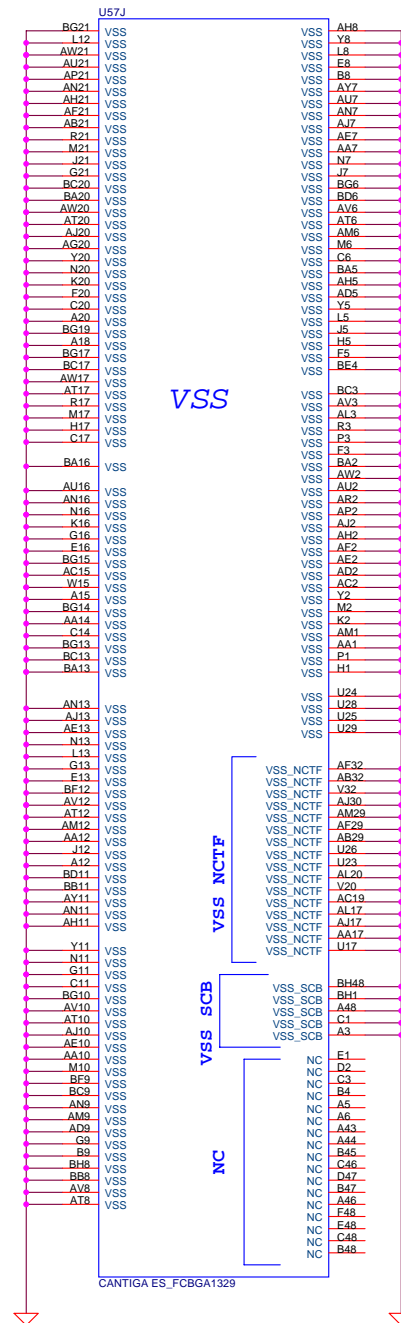 U57J
BG21 VSS
L12 VSS
AW21 VSS
AU21 VSS
AP21 VSS
AN21 VSS
AH21 VSS
AF21 VSS
AB21 VSS
R21 VSS
M21 VSS
J21 VSS
G21 VSS
BC20 VSS
BA20 VSS
AW20 VSS
AT20 VSS
AJ20 VSS
AG20 VSS
Y20 VSS
N20 VSS
K20 VSS
F20 VSS
C20 VSS
A20 VSS
BG19 VSS
A18 VSS
BG17 VSS
BC17 VSS
AW17 VSS
AT17 VSS
R17 VSS
M17 VSS
H17 VSS
C17 VSS
BA16 VSS
AU16 VSS
AN16 VSS
N16 VSS
K16 VSS
G16 VSS
E16 VSS
BG15 VSS
AC15 VSS
W15 VSS
A15 VSS
BG14 VSS
AA14 VSS
C14 VSS
BG13 VSS
BC13 VSS
BA13 VSS
AN13 VSS
AJ13 VSS
AE13 VSS
N13 VSS
L13 VSS
G13 VSS
E13 VSS
BF12 VSS
AV12 VSS
AT12 VSS
AM12 VSS
AA12 VSS
J12 VSS
A12 VSS
BD11 VSS
BB11 VSS
AY11 VSS
AN11 VSS
AH11 VSS
Y11 VSS
N11 VSS
G11 VSS
C11 VSS
BG10 VSS
AV10 VSS
AT10 VSS
AJ10 VSS
AE10 VSS
AA10 VSS
M10 VSS
BF9 VSS
BC9 VSS
AN9 VSS
AM9 VSS
AD9 VSS
G9 VSS
B9 VSS
BH8 VSS
BB8 VSS
AV8 VSS
AT8 VSS
VSS
VSS AH8
VSS Y8
VSS L8
VSS E8
VSS B8
VSS AY7
VSS AU7
VSS AN7
VSS AJ7
VSS AE7
VSS AA7
VSS N7
VSS J7
VSS BG6
VSS BD6
VSS AV6
VSS AT6
VSS AM6
VSS M6
VSS C6
VSS BA5
VSS AH5
VSS AD5
VSS Y5
VSS L5
VSS J5
VSS H5
VSS F5
VSS BE4
VSS BC3
VSS AV3
VSS AL3
VSS R3
VSS P3
VSS F3
VSS BA2
VSS AW2
VSS AU2
VSS AR2
VSS AP2
VSS AJ2
VSS AH2
VSS AF2
VSS AE2
VSS AD2
VSS AC2
VSS Y2
VSS M2
VSS K2
VSS AM1
VSS AA1
VSS P1
VSS H1
VSS U24
VSS U28
VSS U25
VSS U29
VSS NCTF
VSS_NCTF AF32
VSS_NCTF AB32
VSS_NCTF V32
VSS_NCTF AJ30
VSS_NCTF AM29
VSS_NCTF AF29
VSS_NCTF AB29
VSS_NCTF U26
VSS_NCTF U23
VSS_NCTF AL20
VSS_NCTF V20
VSS_NCTF AC19
VSS_NCTF AL17
VSS_NCTF AJ17
VSS_NCTF AA17
VSS_NCTF U17
VSS SCB
VSS_SCB BH48
VSS_SCB BH1
VSS_SCB A48
VSS_SCB C1
VSS_SCB A3
NC
NC E1
NC D2
NC C3
NC B4
NC A5
NC A6
NC A43
NC A44
NC B45
NC C46
NC D47
NC B47
NC A46
NC F48
NC E48
NC C48
NC B48
CANTIGA ES_FCBGA1329